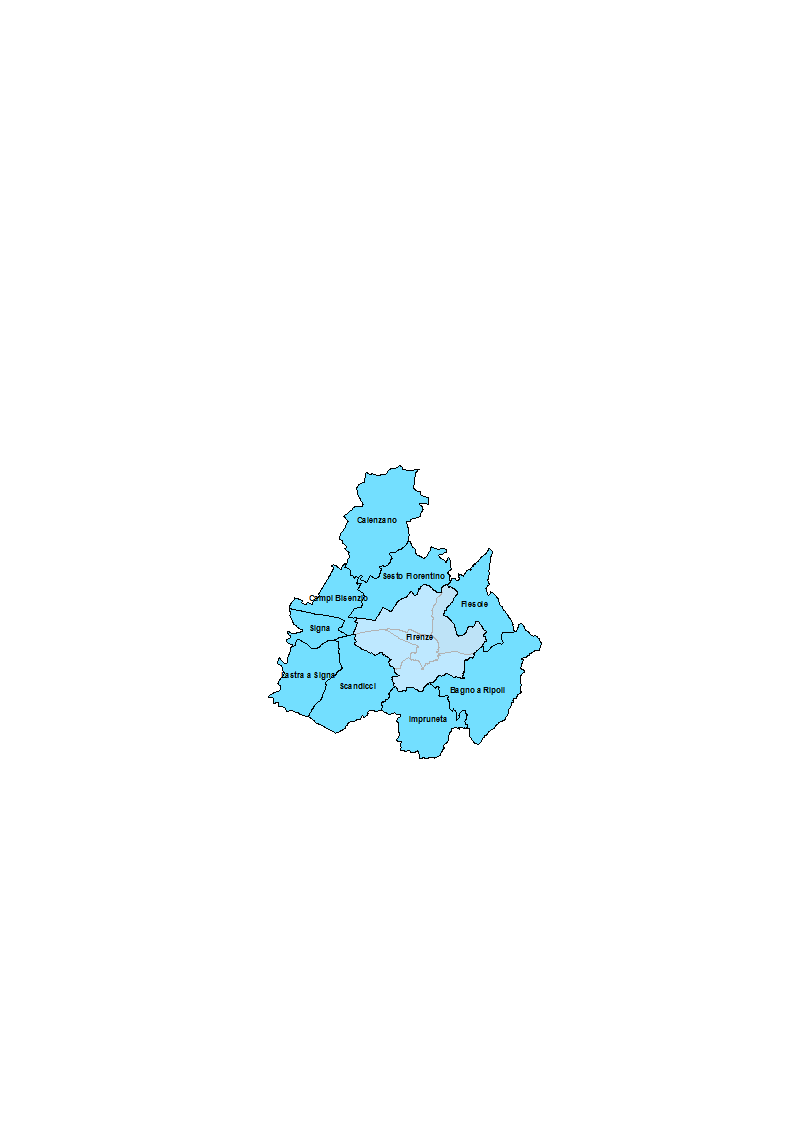 Calenzano
Sesto Fiorentino
Campi Bisenzio
Fiesole
Signa
Firenze
Lastra a Signa
Scandicci
Bagno a Ripoli
Impruneta